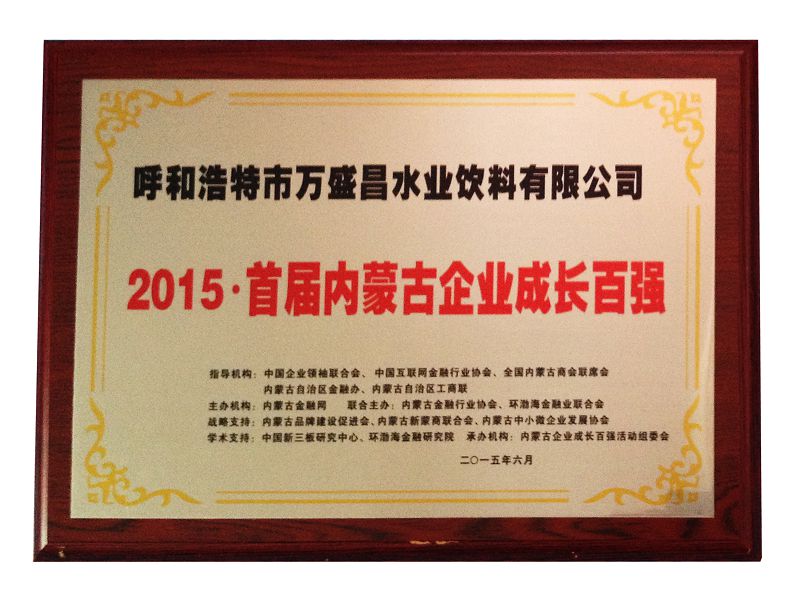 呼和浩特市万盛昌水业饮料有限公司
2015·首届内蒙古企业成长百强
指导机构：中国企业领袖联合会、中国互联网金融行业协会、全国内蒙古商会联席会
内蒙古自治区金融办、内蒙古自治区工商联
主办机构：内蒙古金融网 联合主办：内蒙古金融行业协会、环渤海金融业联合会
战略支持：内蒙古品牌建设促进会、内蒙古新蒙商联合会、内蒙古中小微企业发展协会
学术支持：中国新三板研究中心、环渤海金融研究院 承办机构：内蒙古企业成长百强活动组委会
二〇一五年六月